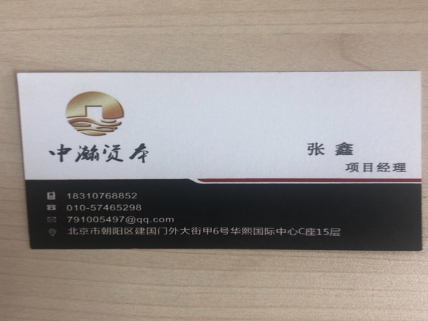 中瀚资本
张鑫
项目经理
18310768852
010-57465298
791005497@qq.com
北京市朝阳区建国门外大街甲6号华熙国际中心C座15层